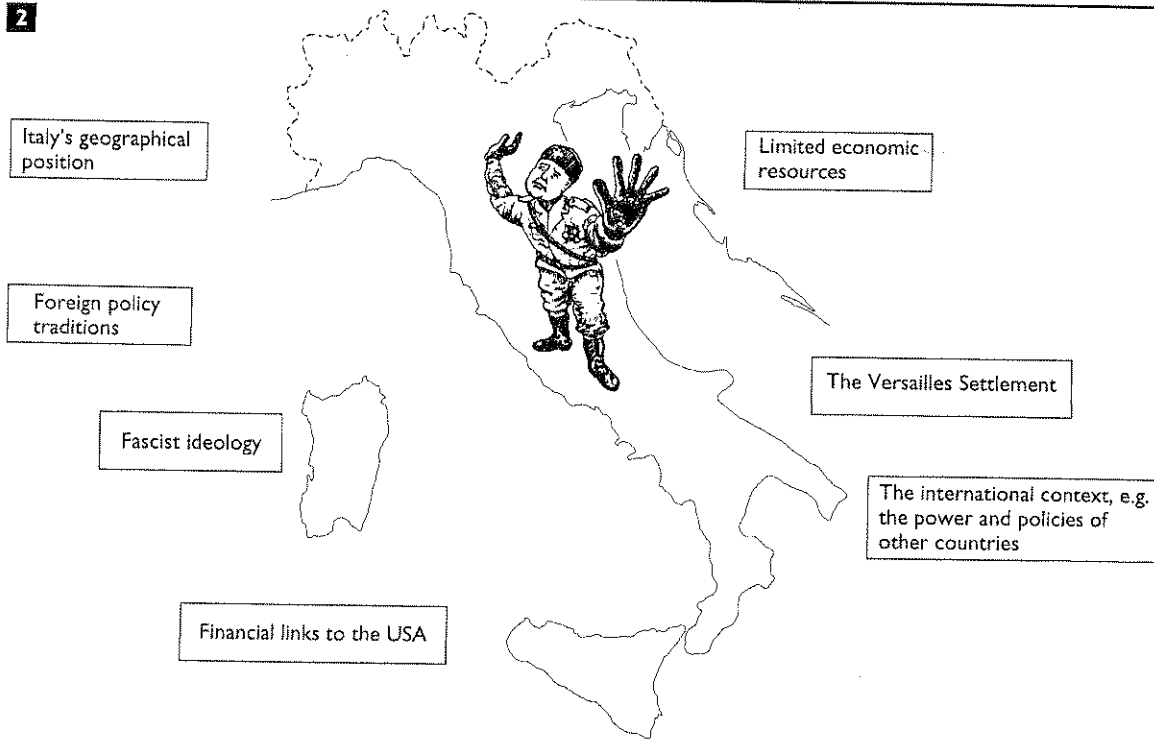 2
Italy's geographical
position
Limited economic
resources
Foreign policy
traditions
The Versailles Settlement
Fascist ideology
The international context, e.g.
the power and policies of
other countries
Financial links to the USA